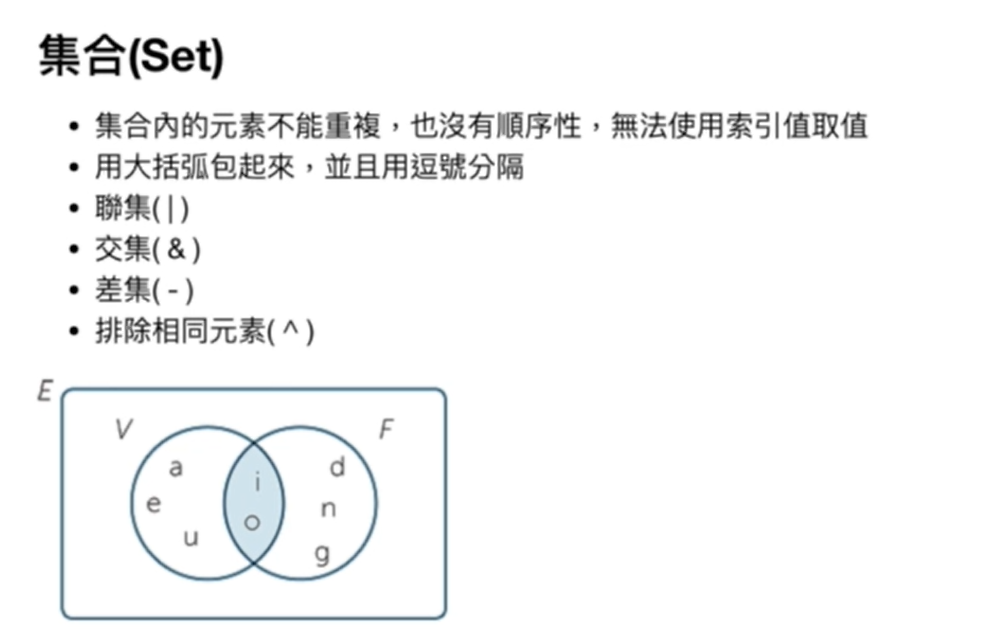 集合(Set)
• 集合內的元素不能重複，也沒有順序性，無法使用索引值取值
• 用大括弧包起來，並且用逗號分隔
• 聯集( | )
• 交集( & )
• 差集( - )
• 排除相同元素( ^ )
E
V F
a i d
e o n
u g